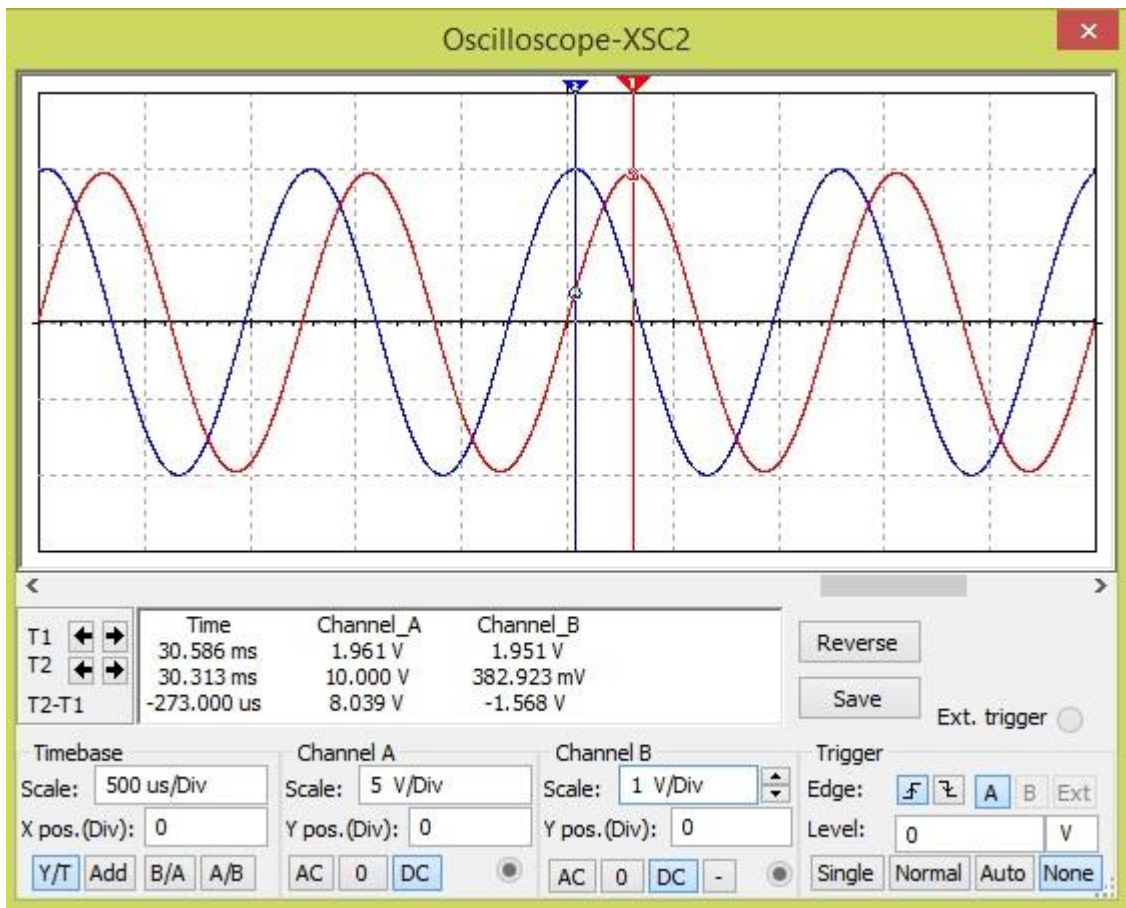 Oscilloscope-XSC2
2 1
T1
T2
T2-T1
Time Channel_A Channel_B
30.586 ms 1.961 V 1.951 V
30.313 ms 10.000 V 382.923 mV
-273.000 us 8.039 V -1.568 V
Reverse
Save
Ext. trigger
Timebase
Scale: 500 us/Div
X pos.(Div): 0
Y/T Add B/A A/B
Channel A
Scale: 5 V/Div
Y pos.(Div): 0
AC 0 DC
Channel B
Scale: 1 V/Div
Y pos.(Div): 0
AC 0 DC -
Trigger
Edge: A B Ext
Level: 0 V
Single Normal Auto None